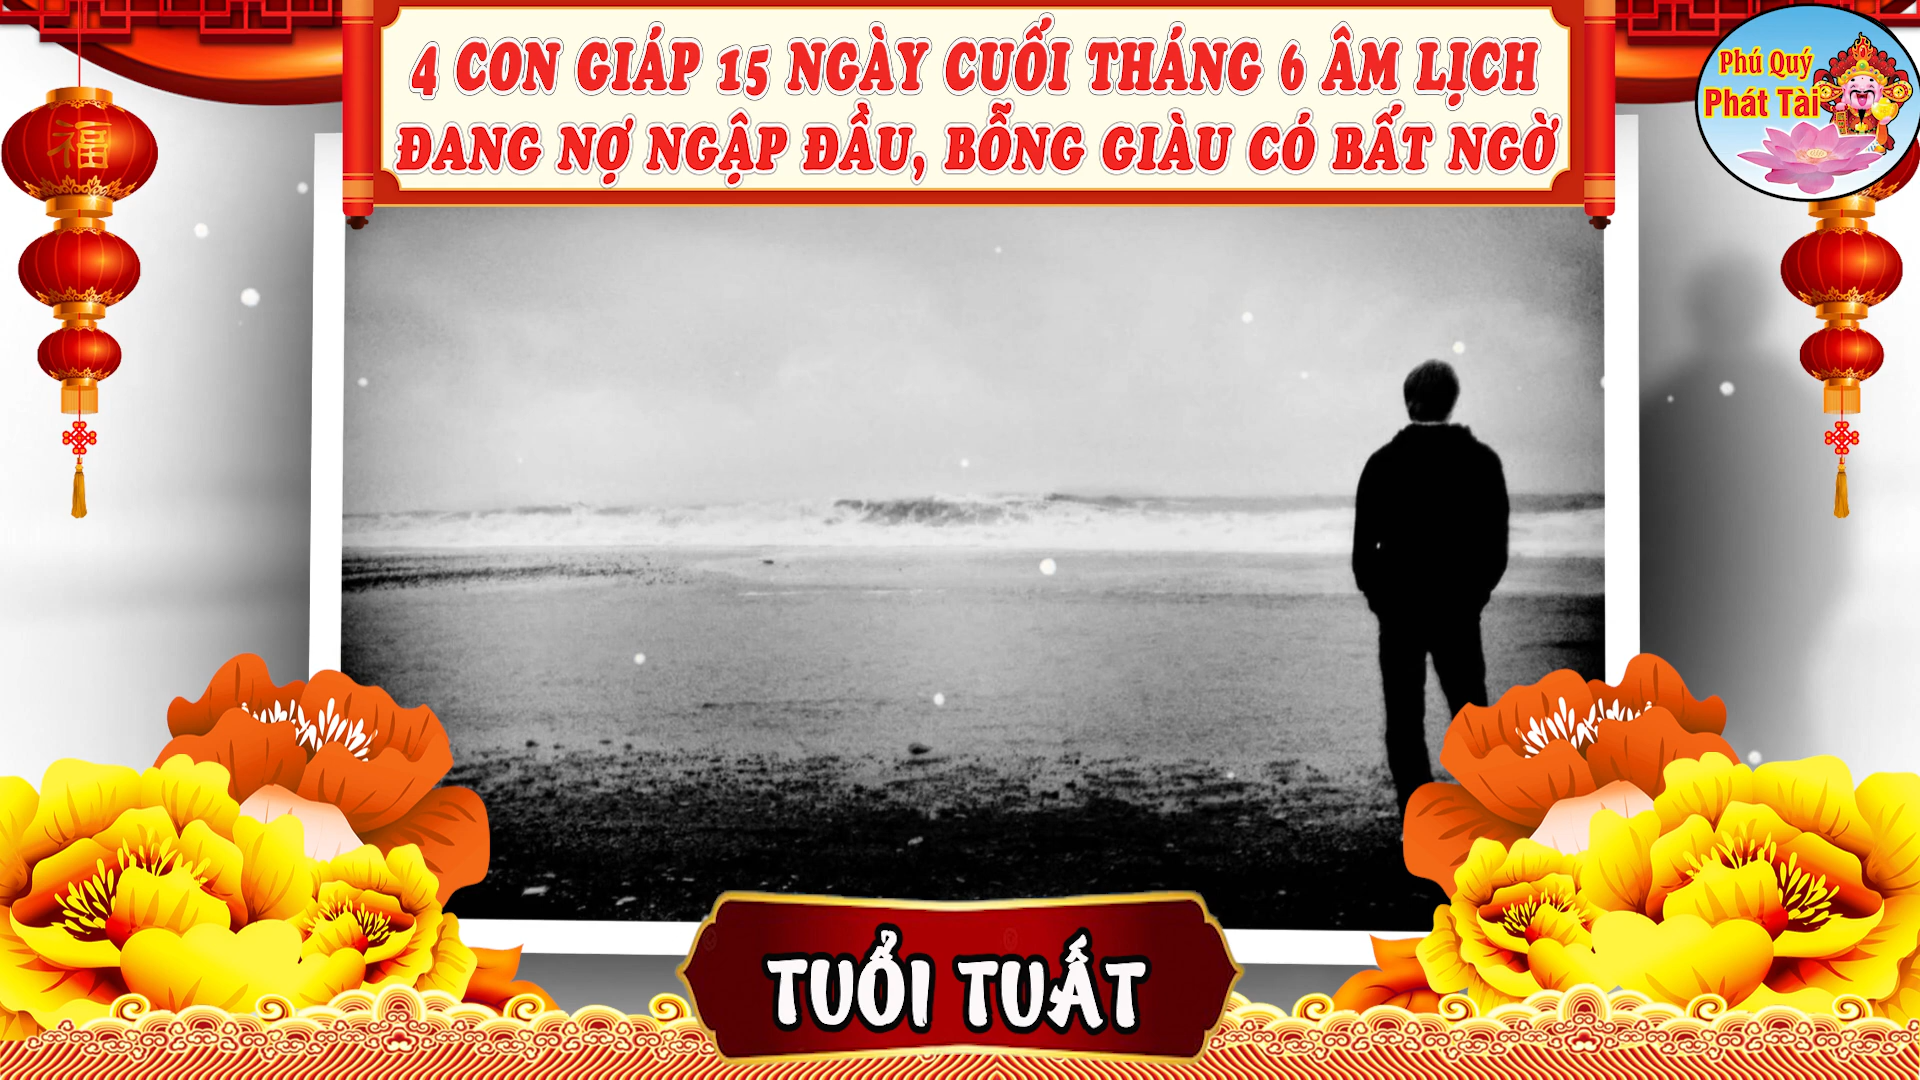 4 CON GIÁP 15 NGÀY CUỐI THÁNG 6 ÂM LỊCH
ĐANG NỢ NGẬP ĐẦU, BỖNG GIÀU CÓ BẤT NGỜ
Phú Quý
Phát Tài
福
TUỔI TUẤT